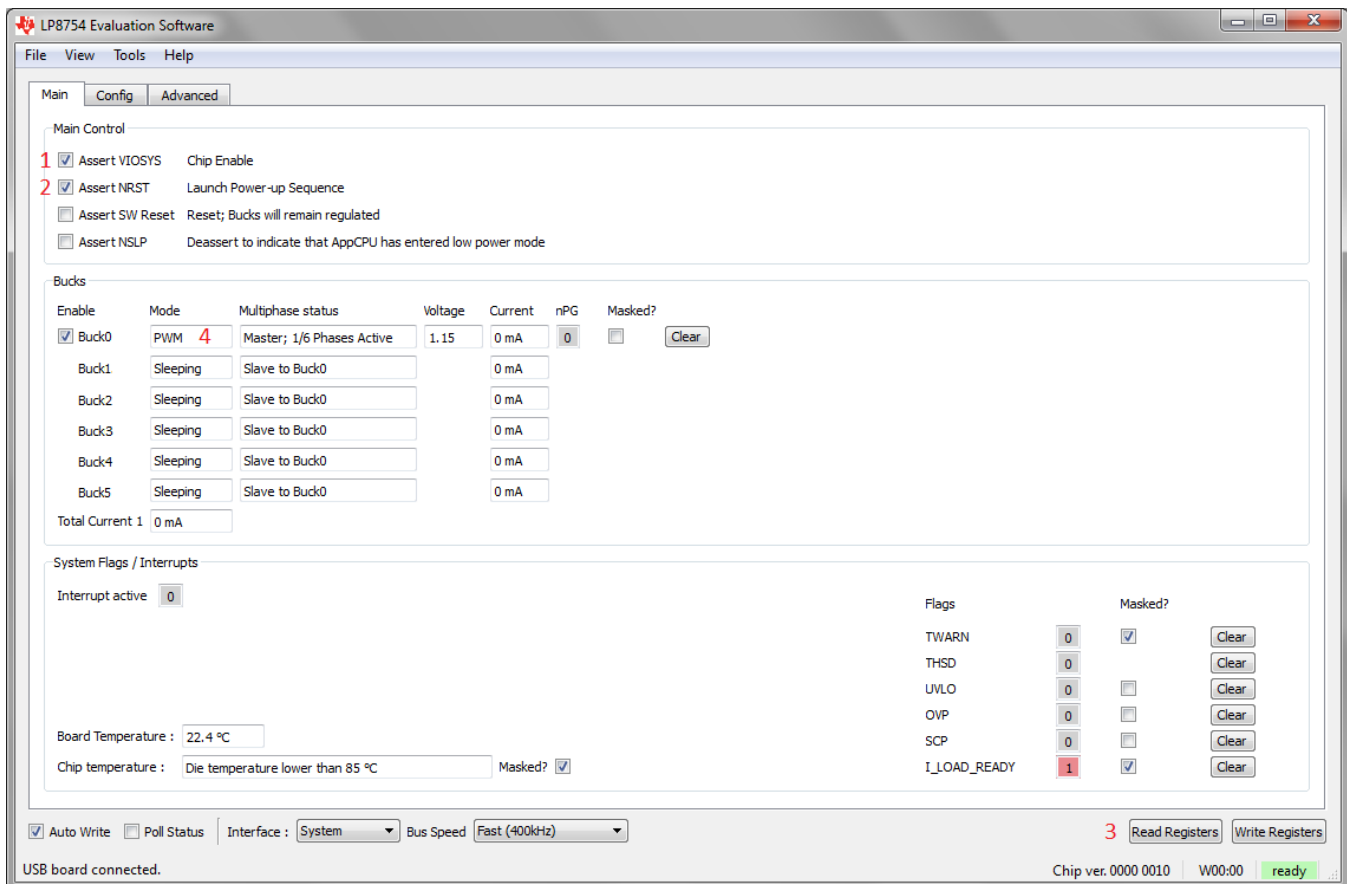 LP8754 Evaluation Software
File View Tools Help
Main Config Advanced
Main Control
1 Assert VIOSYS Chip Enable
2 Assert NRST Launch Power-up Sequence
Assert SW Reset Reset; Bucks will remain regulated
Assert NSLP Deassert to indicate that AppCPU has entered low power mode
Bucks
Enable Mode Multiphase status Voltage Current nPG Masked?
Buck0 PWM 4 Master; 1/6 Phases Active 1.15 0 mA 0 Clear
Buck1 Sleeping Slave to Buck0 0 mA
Buck2 Sleeping Slave to Buck0 0 mA
Buck3 Sleeping Slave to Buck0 0 mA
Buck4 Sleeping Slave to Buck0 0 mA
Buck5 Sleeping Slave to Buck0 0 mA
Total Current 1 0 mA
System Flags / Interrupts
Interrupt active 0
Flags Masked?
TWARN 0 Clear
THSD 0 Clear
UVLO 0 Clear
OVP 0 Clear
Board Temperature : 22.4 ºC
SCP 0 Clear
Chip temperature : Die temperature lower than 85 ºC Masked?
I_LOAD_READY 1 Clear
Auto Write Poll Status Interface : System Bus Speed Fast (400kHz) 3 Read Registers Write Registers
USB board connected. Chip ver. 0000 0010 W00:00 ready